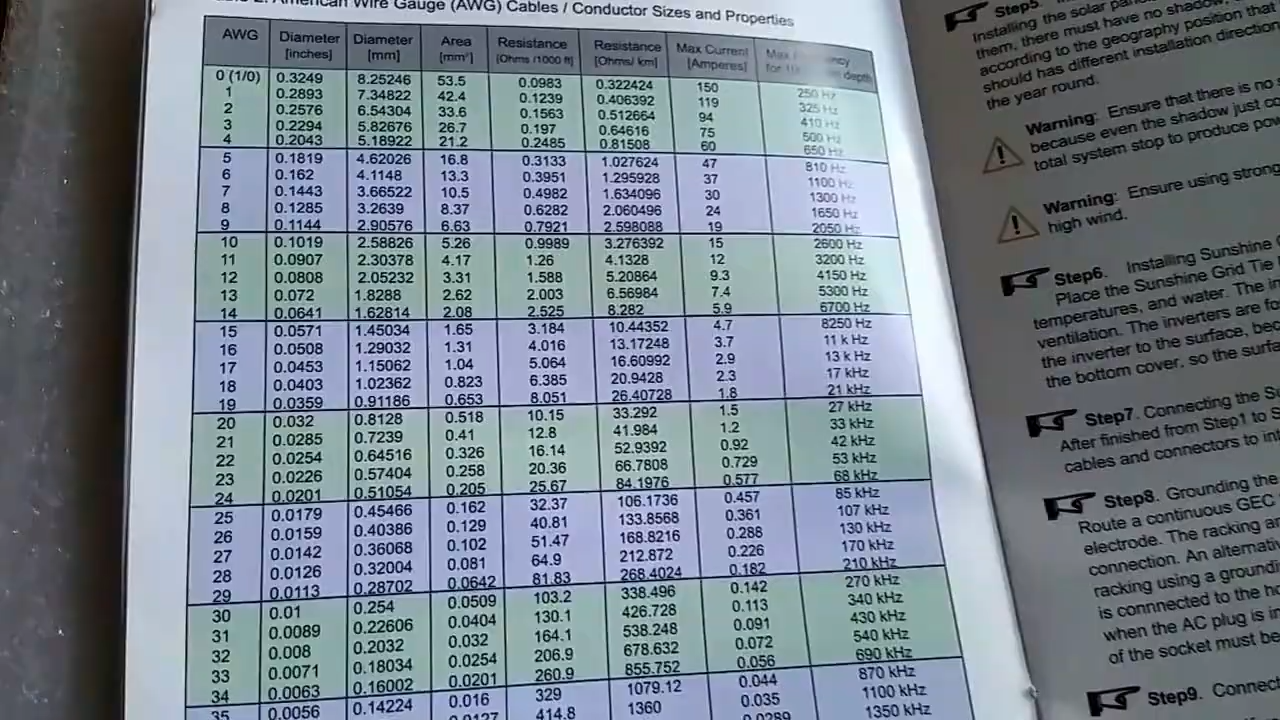 American Wire Gauge (AWG) Cables / Conductor Sizes and Properties
AWG Diameter [inches] Diameter [mm] Area [mm²] Resistance [Ohms /1000 ft] Resistance [Ohms/ km] Max Current [Amperes] Max for depth
0 (1/0) 0.3249 8.25246 53.5 0.0983 0.322424 150 250 Hz
1 0.2893 7.34822 42.4 0.1239 0.406392 119 325 Hz
2 0.2576 6.54304 33.6 0.1563 0.512664 94 410 Hz
3 0.2294 5.82676 26.7 0.197 0.64616 75 500 Hz
4 0.2043 5.18922 21.2 0.2485 0.81508 60 650 Hz
5 0.1819 4.62026 16.8 0.3133 1.027624 47 810 Hz
6 0.162 4.1148 13.3 0.3951 1.295928 37 1100 Hz
7 0.1443 3.66522 10.5 0.4982 1.634096 30 1300 Hz
8 0.1285 3.2639 8.37 0.6282 2.060496 24 1650 Hz
9 0.1144 2.90576 6.63 0.7921 2.598088 19 2050 Hz
10 0.1019 2.58826 5.26 0.9989 3.276392 15 2600 Hz
11 0.0907 2.30378 4.17 1.26 4.1328 12 3200 Hz
12 0.0808 2.05232 3.31 1.588 5.20864 9.3 4150 Hz
13 0.072 1.8288 2.62 2.003 6.56984 7.4 5300 Hz
14 0.0641 1.62814 2.08 2.525 8.282 5.9 6700 Hz
15 0.0571 1.45034 1.65 3.184 10.44352 4.7 8250 Hz
16 0.0508 1.29032 1.31 4.016 13.17248 3.7 11 k Hz
17 0.0453 1.15062 1.04 5.064 16.60992 2.9 13 k Hz
18 0.0403 1.02362 0.823 6.385 20.9428 2.3 17 kHz
19 0.0359 0.91186 0.653 8.051 26.40728 1.8 21 kHz
20 0.032 0.8128 0.518 10.15 33.292 1.5 27 kHz
21 0.0285 0.7239 0.41 12.8 41.984 1.2 33 kHz
22 0.0254 0.64516 0.326 16.14 52.9392 0.92 42 kHz
23 0.0226 0.57404 0.258 20.36 66.7808 0.729 53 kHz
24 0.0201 0.51054 0.205 25.67 84.1976 0.577 68 kHz
25 0.0179 0.45466 0.162 32.37 106.1736 0.457 85 kHz
26 0.0159 0.40386 0.129 40.81 133.8568 0.361 107 kHz
27 0.0142 0.36068 0.102 51.47 168.8216 0.288 130 kHz
28 0.0126 0.32004 0.081 64.9 212.872 0.226 170 kHz
29 0.0113 0.28702 0.0642 81.83 268.4024 0.182 210 kHz
30 0.01 0.254 0.0509 103.2 338.496 0.142 270 kHz
31 0.0089 0.22606 0.0404 130.1 426.728 0.113 340 kHz
32 0.008 0.2032 0.032 164.1 538.248 0.091 430 kHz
33 0.0071 0.18034 0.0254 206.9 678.632 0.072 540 kHz
34 0.0063 0.16002 0.0201 260.9 855.752 0.056 690 kHz
35 0.0056 0.14224 0.016 329 1079.12 0.044 870 kHz
414.8 1360 0.035 1100 kHz
0.0289 1350 kHz
Step5.
Installing the solar
them, there must have no shadow,
according to the geography position that
should has different installation direction
the year round.
Warning: Ensure that there is no
because even the shadow just
total system stop to produce
Warning: Ensure using strong
high wind.
Step6. Installing Sunshine
Place the Sunshine Grid Tie
temperatures, and water. The
ventilation. The inverters are
the inverter to the surface,
the bottom cover, so the
Step7. Connecting the
After finished from Step1 to
cables and connectors to
Step8. Grounding the
Route a continuous GEC
electrode. The racking
connection. An
racking using a
is connnected to the
when the AC plug is
of the socket must
Step9.